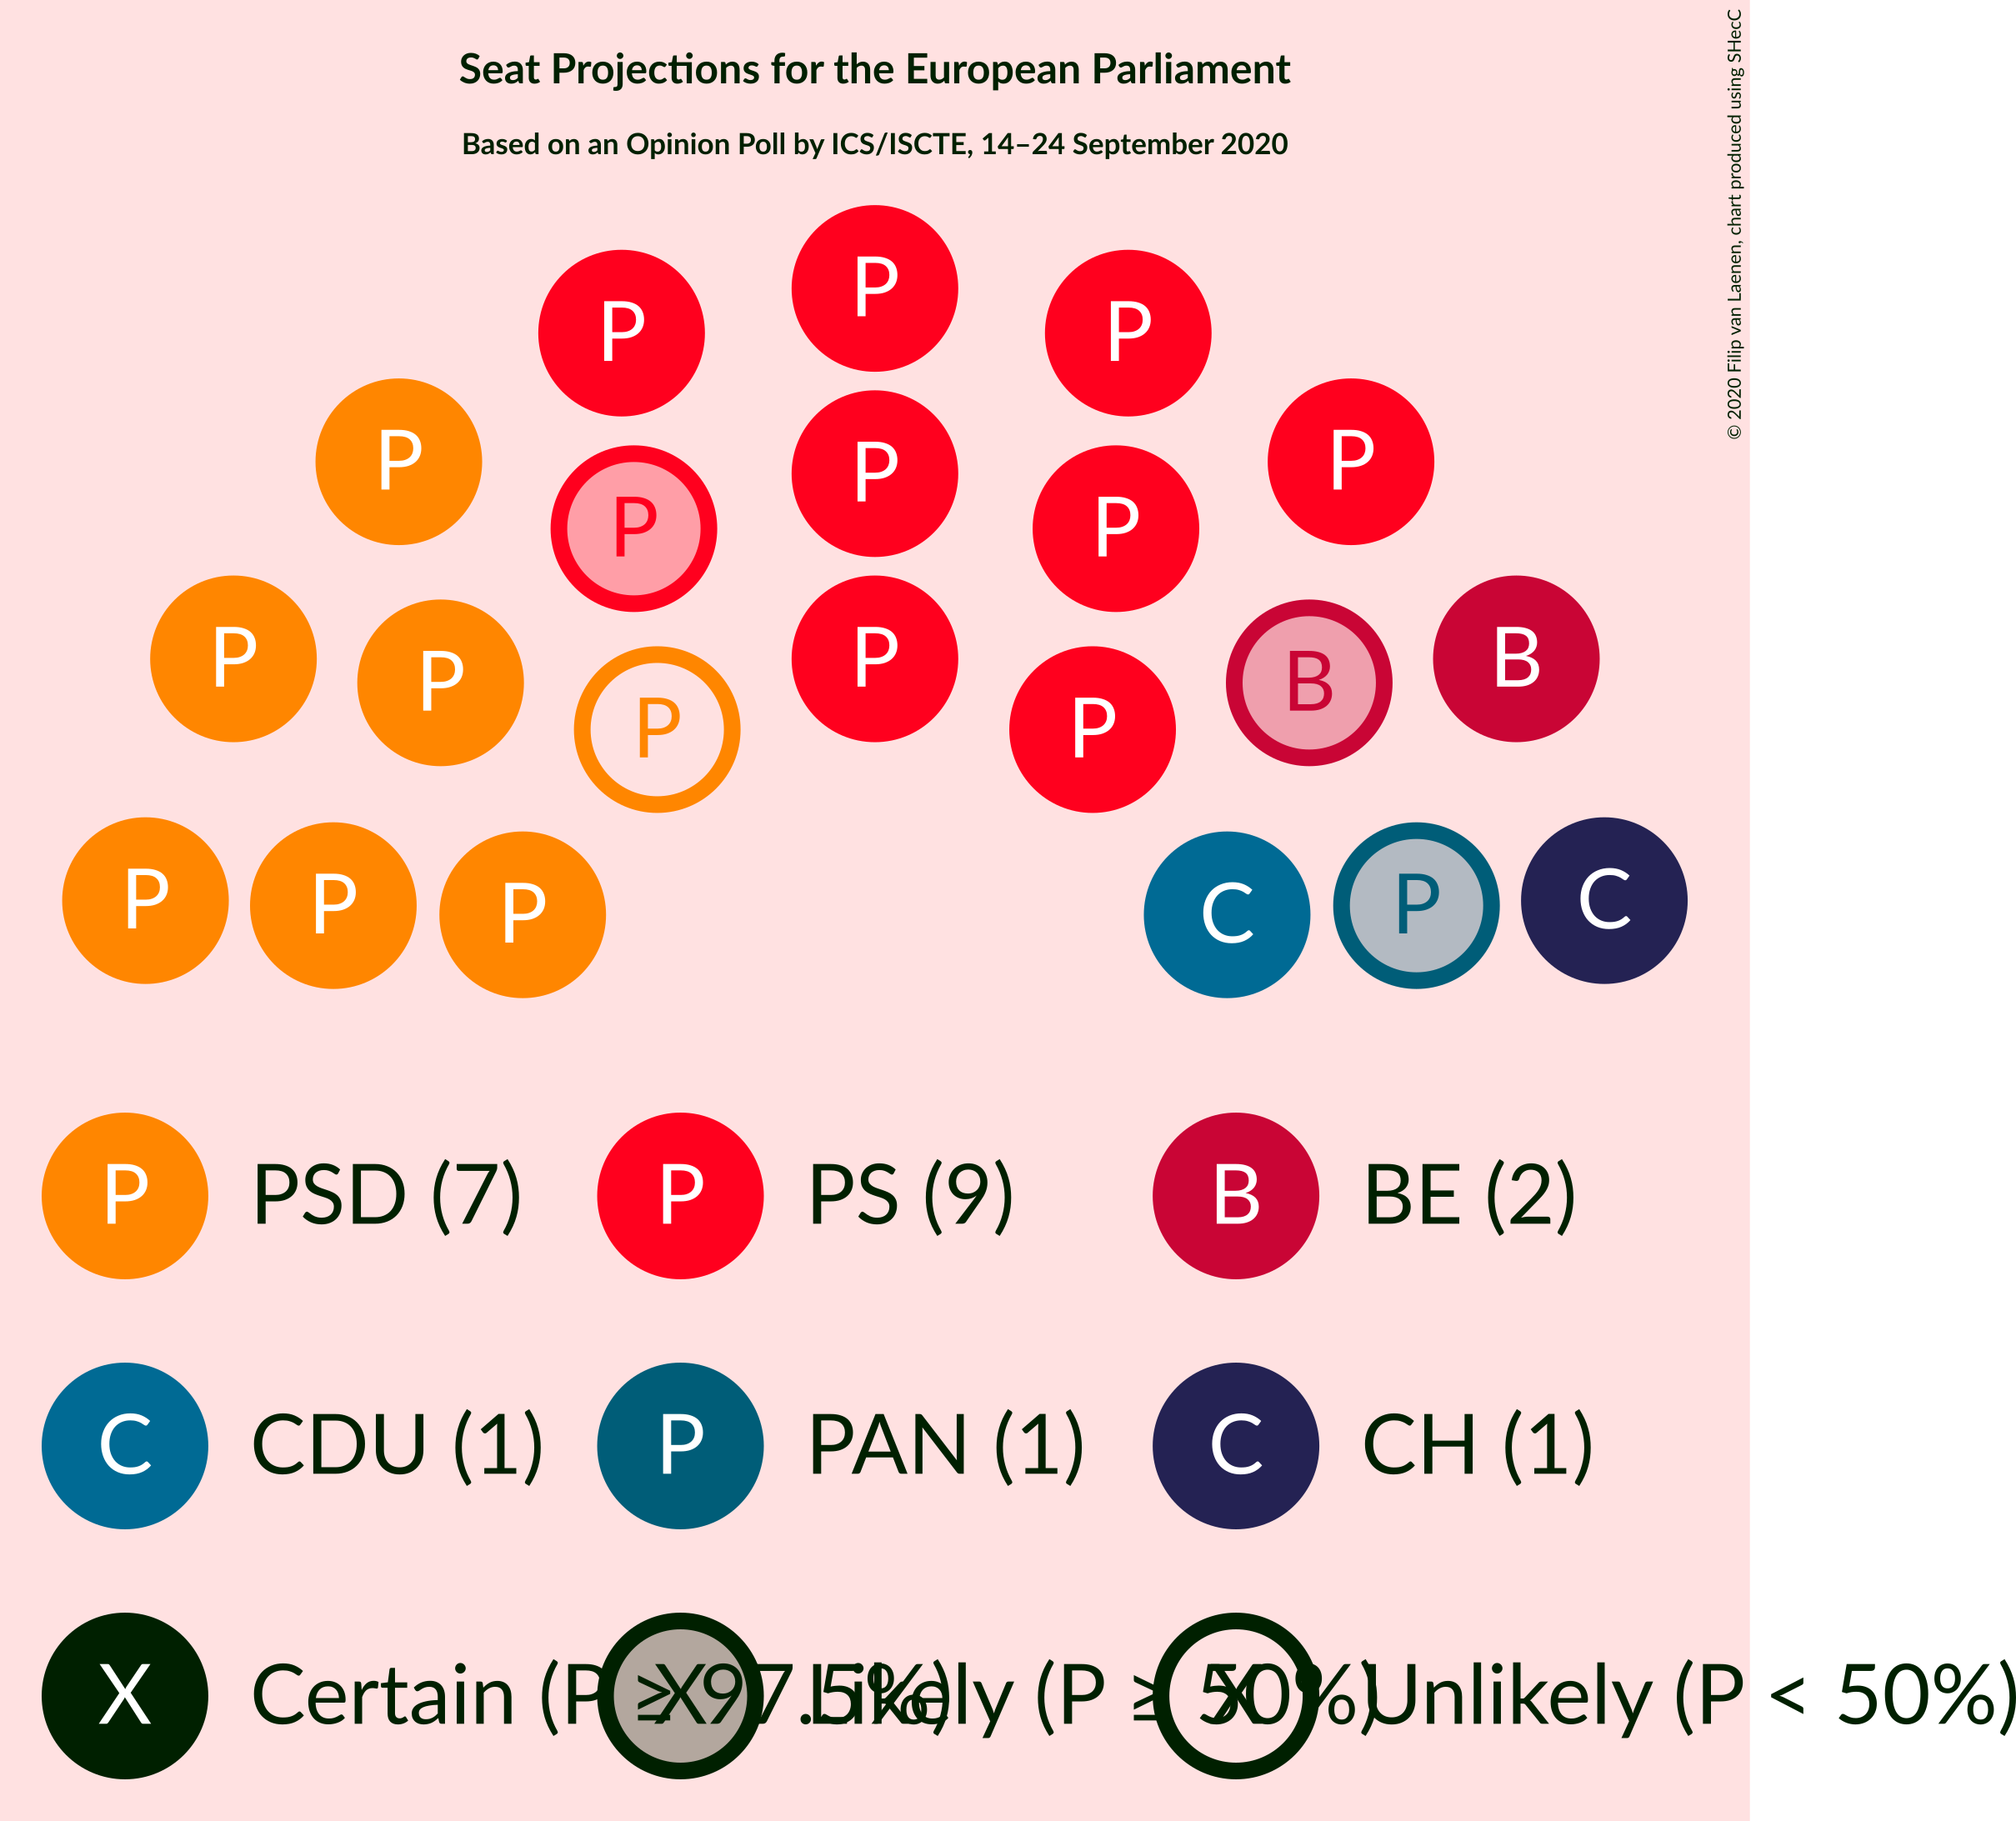 Seat Projections for the European Parliament
Based on an Opinion Poll by ICS/ISCTE, 14–24 September 2020
© 2020 Filip van Laenen, chart produced using SHecC
P
P P
P P
P
P P
P P
P B
P B
P P
P P P C P C
P PSD (7) P PS (9) B BE (2)
C CDU (1) P PAN (1) C CH (1)
X Certain (P ≥ 97.5%) X Likely (P ≥ 50%) X Unlikely (P < 50%)